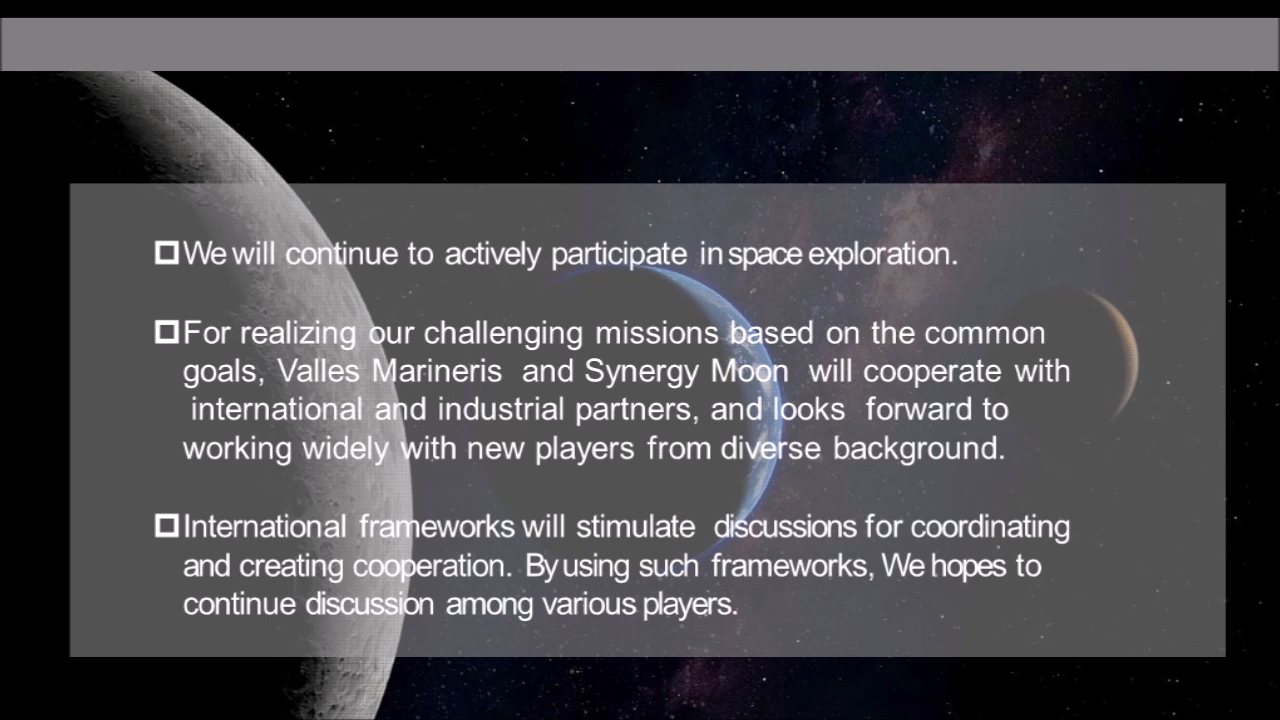 We will continue to actively participate in space exploration.
For realizing our challenging missions based on the common
goals, Valles Marineris and Synergy Moon will cooperate with
international and industrial partners, and looks forward to
working widely with new players from diverse background.
International frameworks will stimulate discussions for coordinating
and creating cooperation. By using such frameworks, We hopes to
continue discussion among various players.